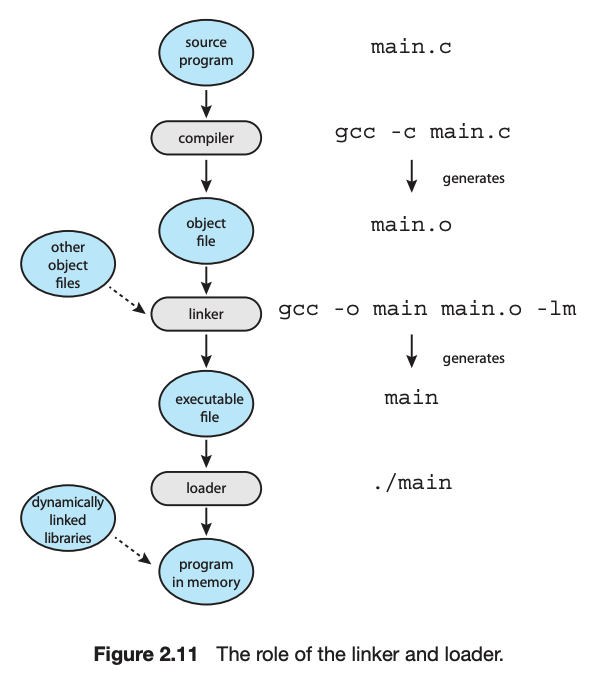 source
program
main.c
compiler
gcc -c main.c
generates
object
file
main.o
other
object
files
linker
gcc -o main main.o -lm
generates
executable
file
main
loader
./main
dynamically
linked
libraries
program
in memory
Figure 2.11 The role of the linker and loader.